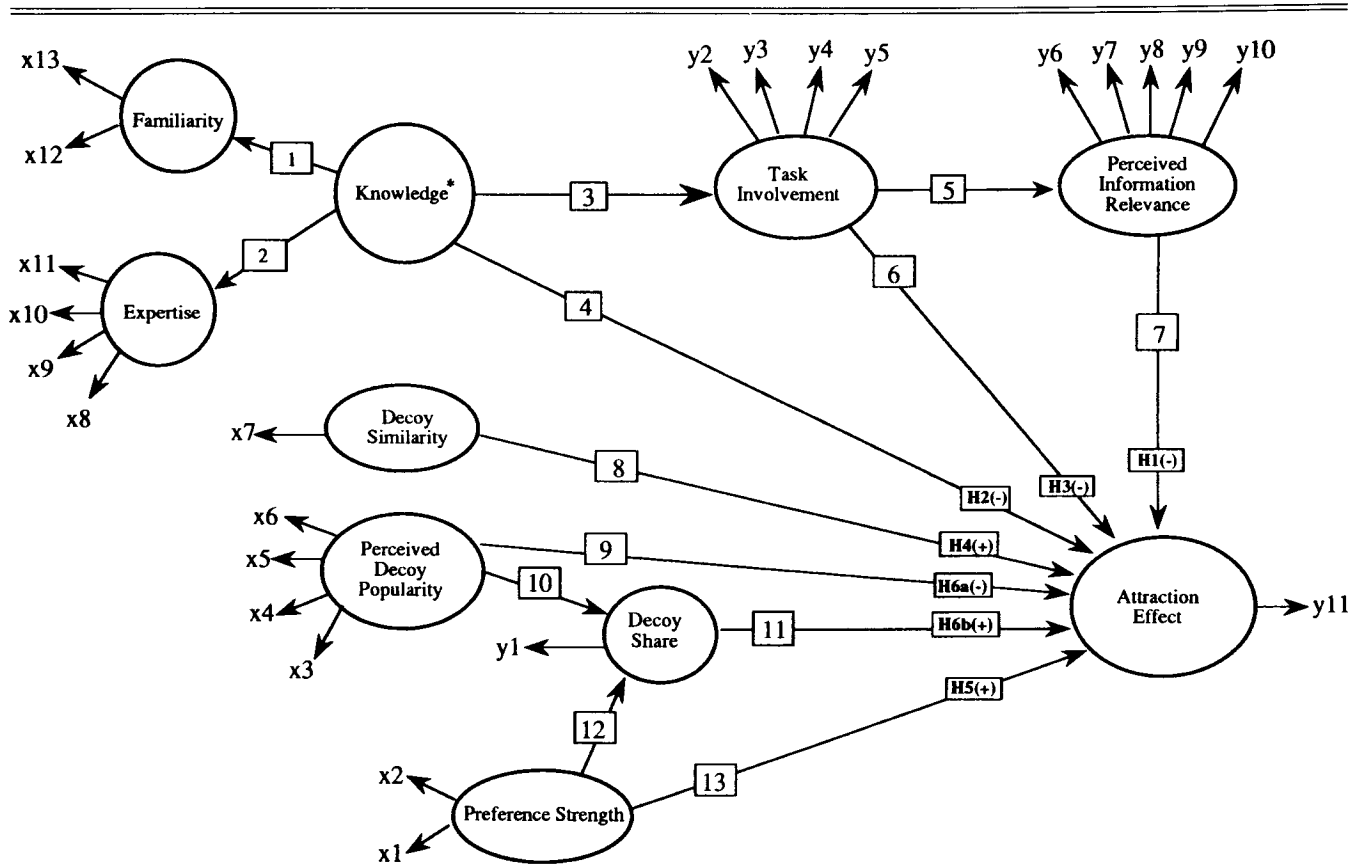 x13
x12
Familiarity
1
Knowledge*
2
x11
x10
x9
x8
Expertise
3
y2
y3
y4
y5
Task
Involvement
5
y6
y7
y8
y9
y10
Perceived
Information
Relevance
4
6
7
H1(-)
H2(-)
H3(-)
x7
Decoy
Similarity
8
H4(+)
x6
x5
x4
x3
Perceived
Decoy
Popularity
9
H6a(-)
10
y1
Decoy
Share
11
H6b(+)
Attraction
Effect
y11
12
H5(+)
13
x2
x1
Preference Strength